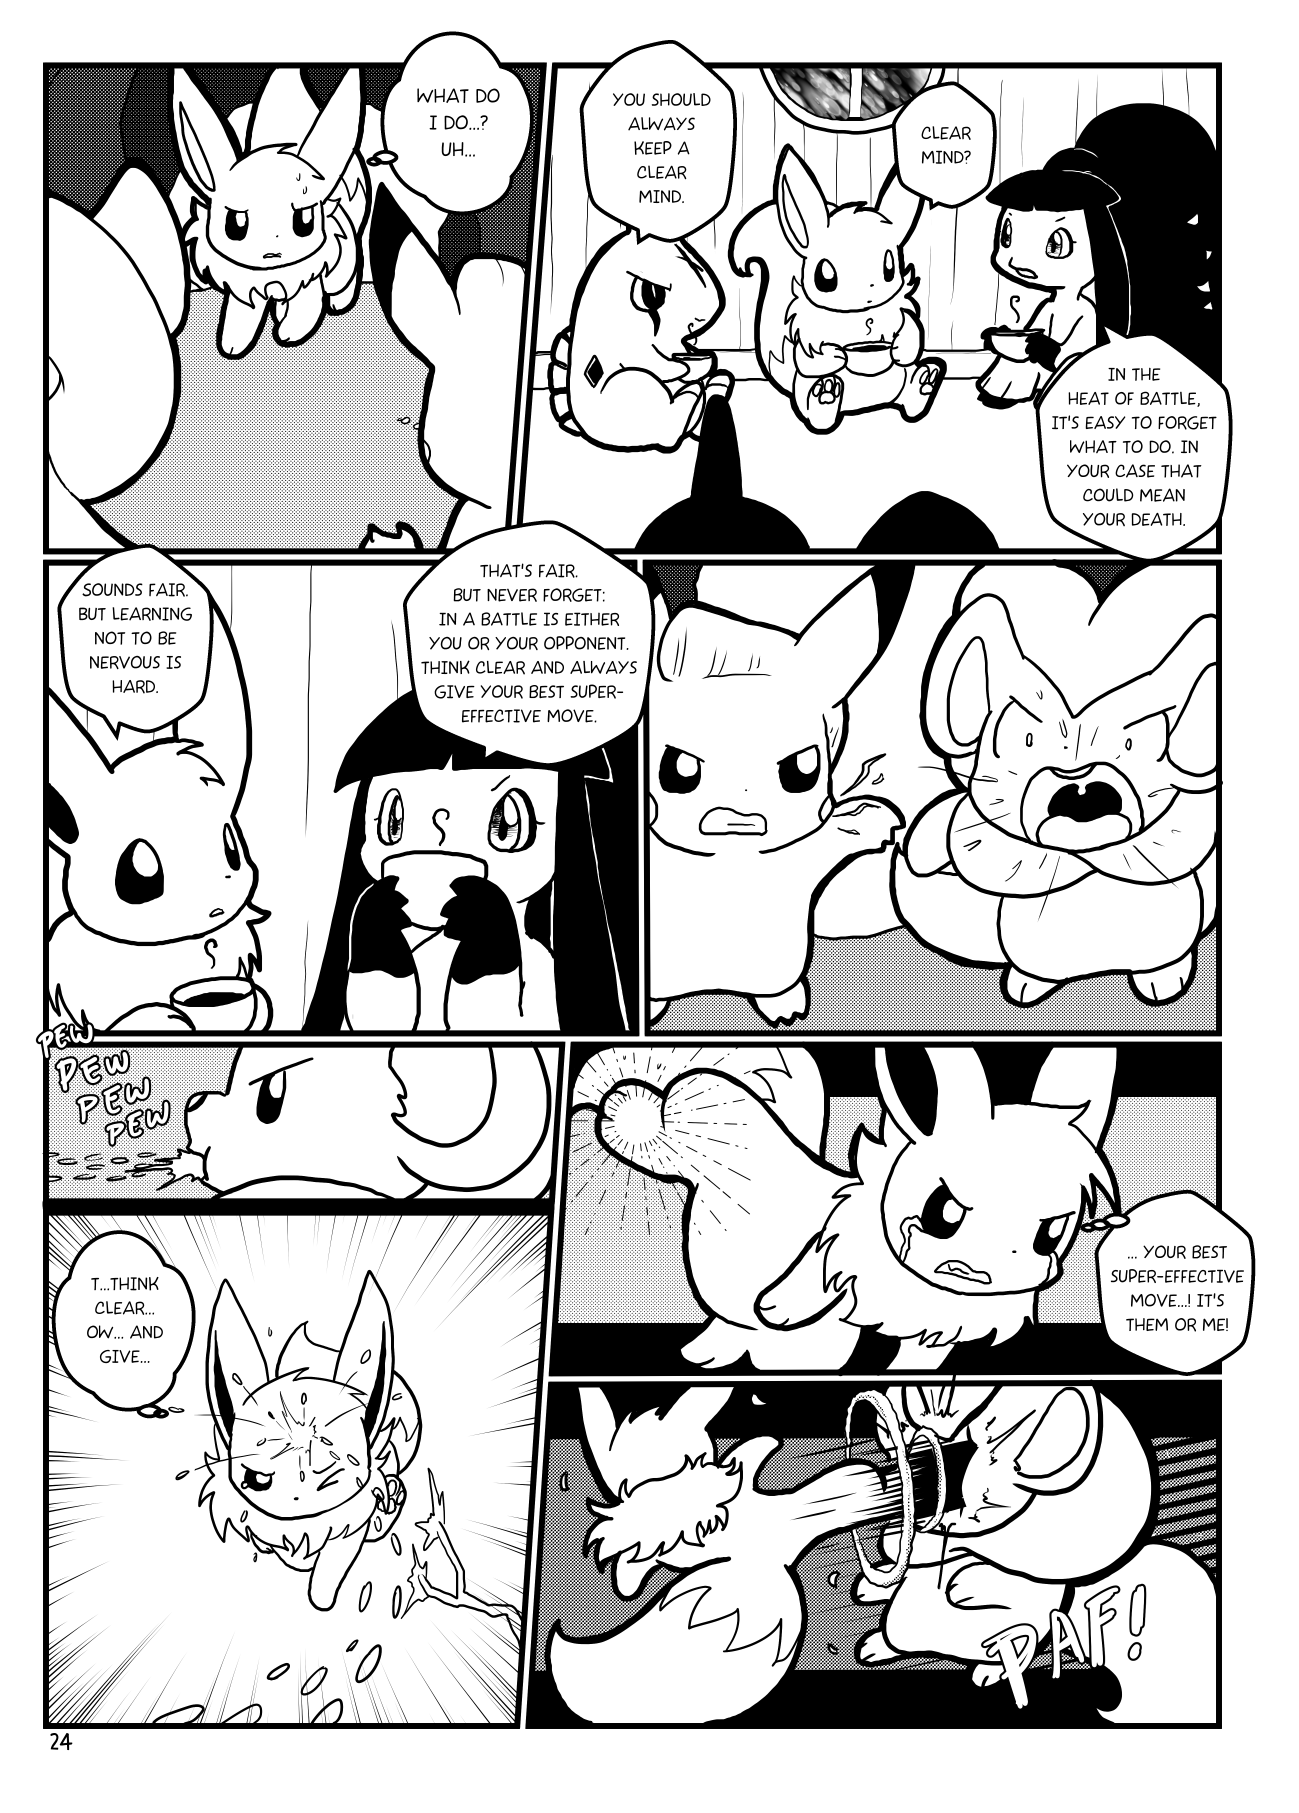 WHAT DO
I DO...?
UH...
YOU SHOULD
ALWAYS
KEEP A
CLEAR
MIND.
CLEAR
MIND?
IN THE
HEAT OF BATTLE,
IT'S EASY TO FORGET
WHAT TO DO. IN
YOUR CASE THAT
COULD MEAN
YOUR DEATH.
SOUNDS FAIR.
BUT LEARNING
NOT TO BE
NERVOUS IS
HARD.
THAT'S FAIR.
BUT NEVER FORGET:
IN A BATTLE IS EITHER
YOU OR YOUR OPPONENT.
THINK CLEAR AND ALWAYS
GIVE YOUR BEST SUPER-
EFFECTIVE MOVE.
PEW
PEW
PEW
PEW
T...THINK
CLEAR...
OW... AND
GIVE...
... YOUR BEST
SUPER-EFFECTIVE
MOVE...! IT'S
THEM OR ME!
PAF!
24